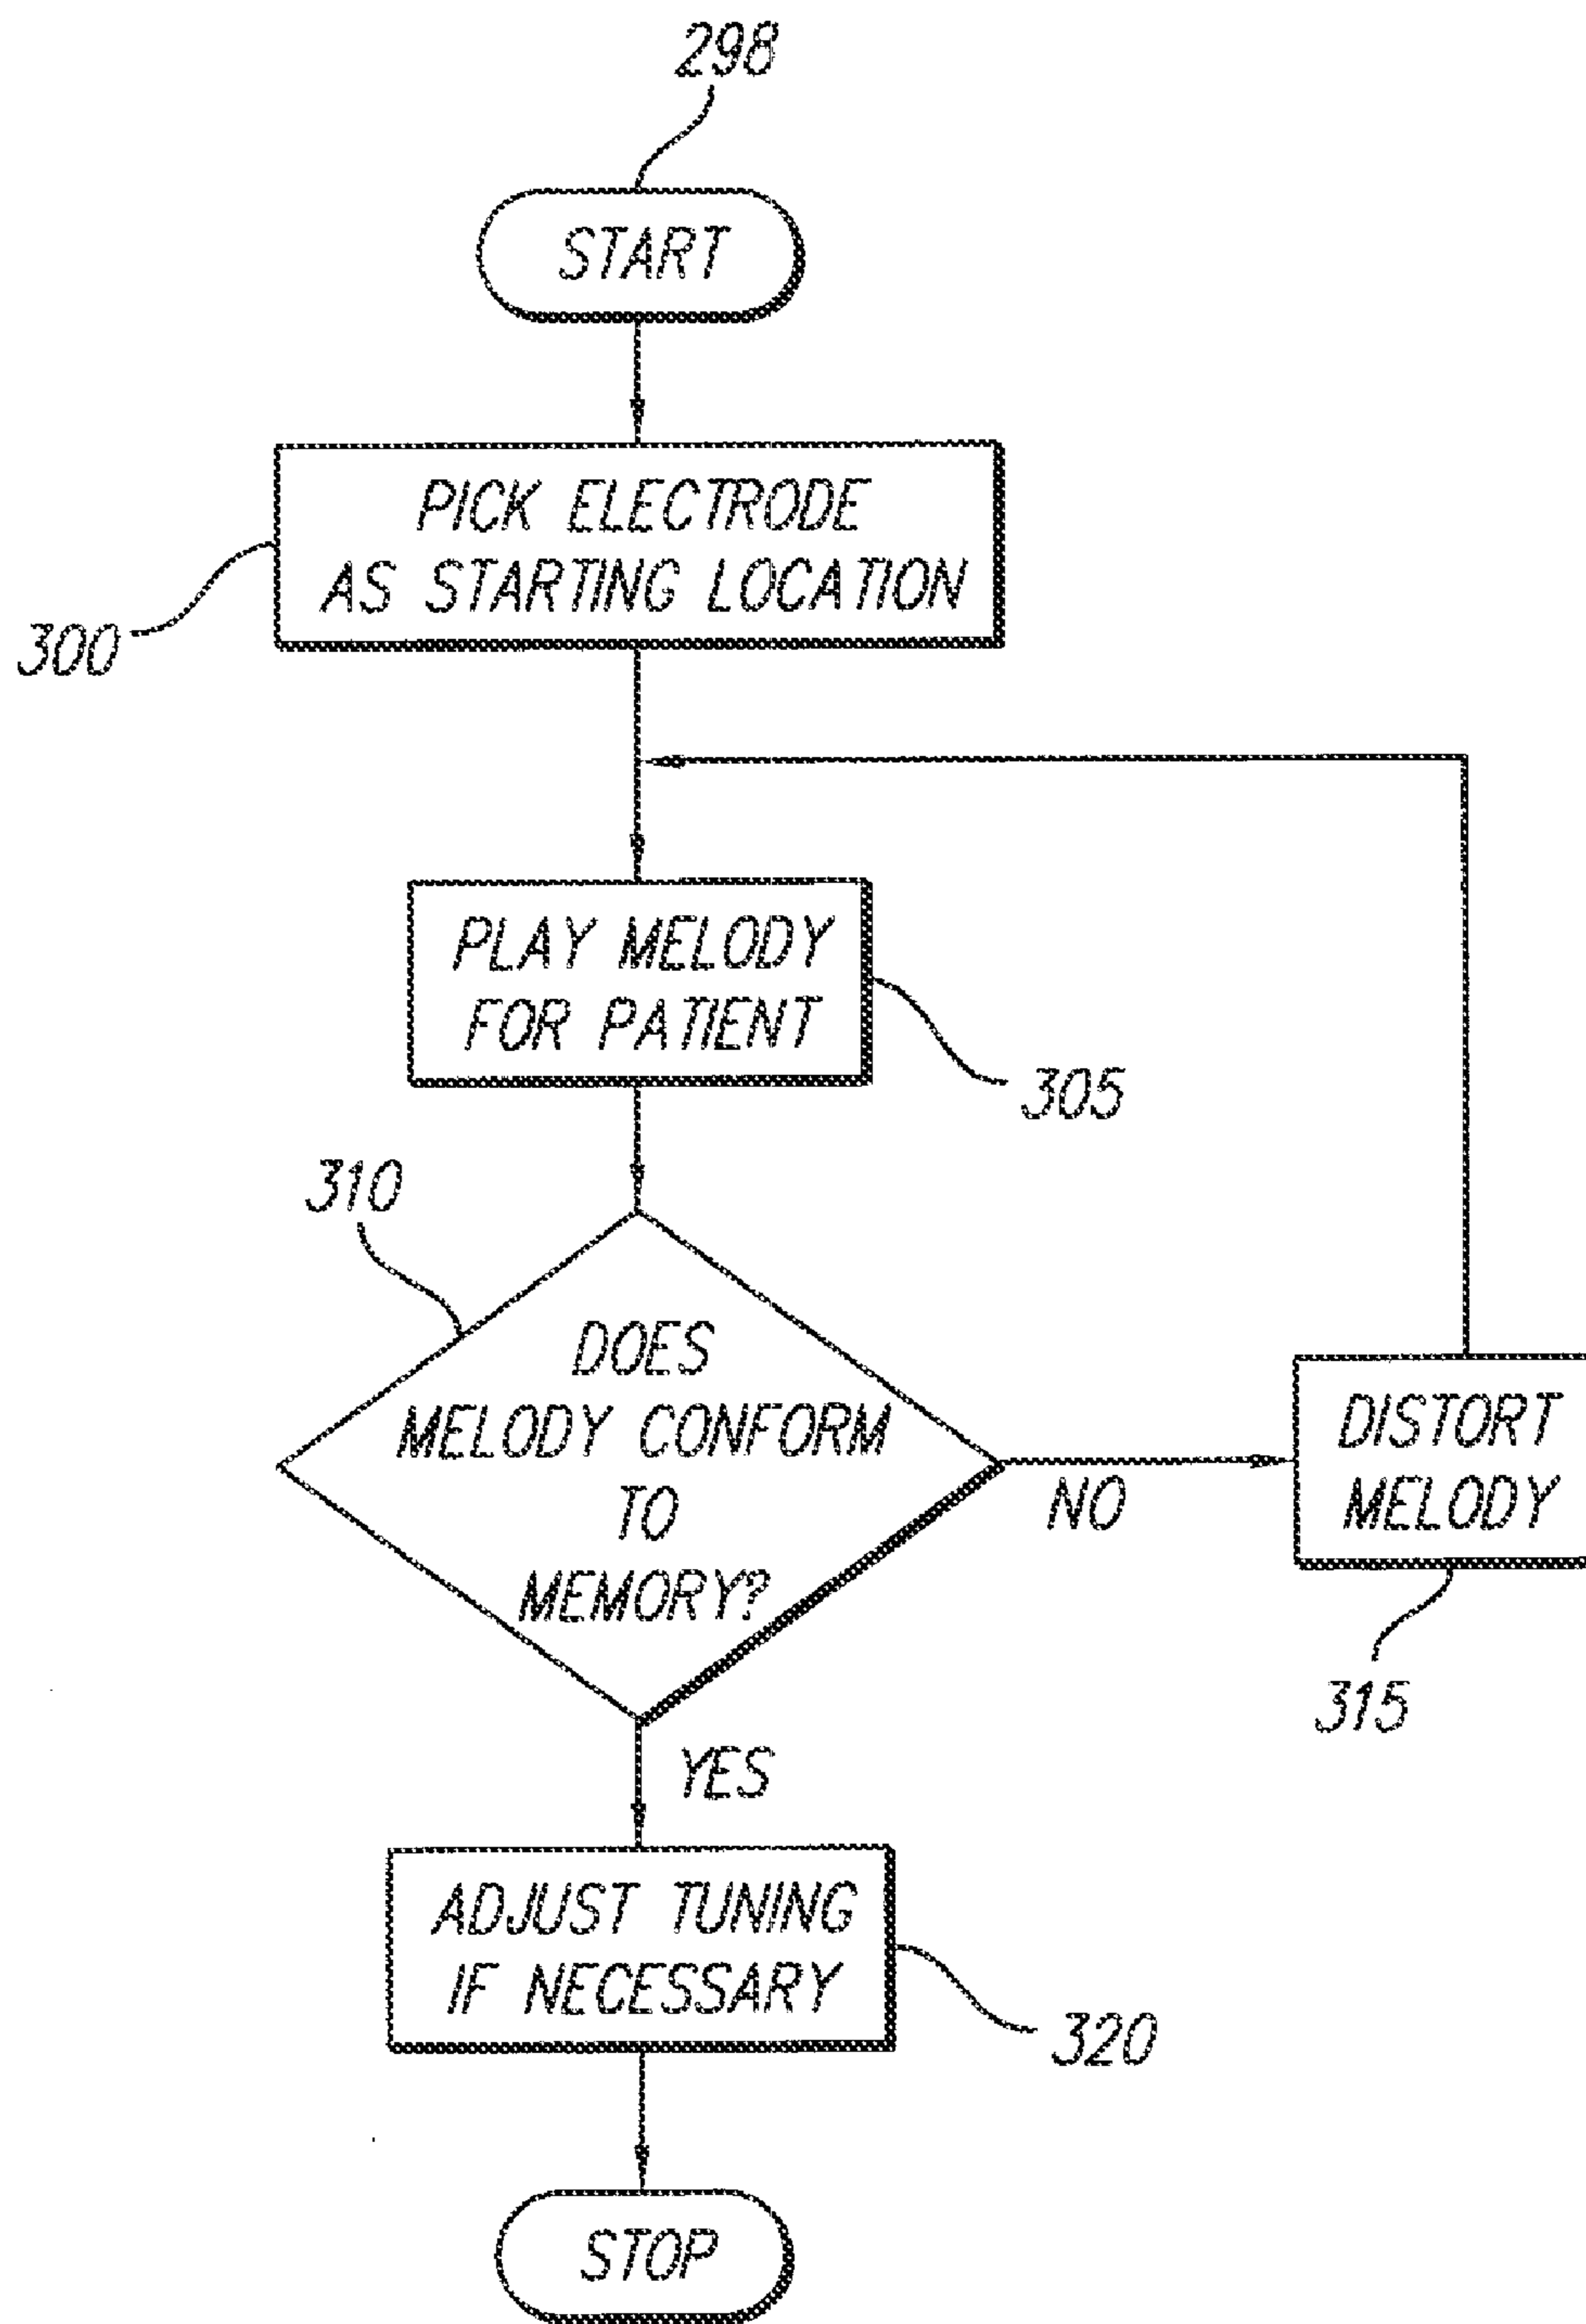 298
START
PICK ELECTRODE
AS STARTING LOCATION
300
PLAY MELODY
FOR PATIENT
305
310
DOES
MELODY CONFORM
TO
MEMORY?
NO
DISTORT
MELODY
315
YES
ADJUST TUNING
IF NECESSARY
320
STOP